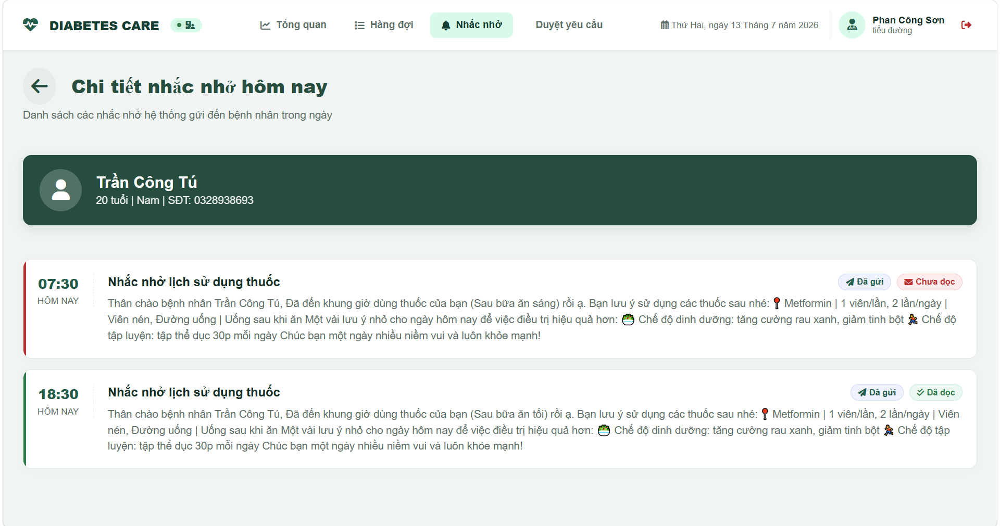 DIABETES CARE
Tổng quan
Hàng đợi
Nhắc nhở
Duyệt yêu cầu
Thứ Hai, ngày 13 Tháng 7 năm 2026
Phan Công Sơn
tiểu đường
Chi tiết nhắc nhở hôm nay
Danh sách các nhắc nhở hệ thống gửi đến bệnh nhân trong ngày
Trần Công Tú
20 tuổi | Nam | SĐT: 0328938693
07:30
HÔM NAY
Nhắc nhở lịch sử dụng thuốc
Đã gửi
Chưa đọc
Thân chào bệnh nhân Trần Công Tú, Đã đến khung giờ dùng thuốc của bạn (Sau bữa ăn sáng) rồi ạ. Bạn lưu ý sử dụng các thuốc sau nhé: 📍 Metformin | 1 viên/lần, 2 lần/ngày |
Viên nén, Đường uống | Uống sau khi ăn Một vài lưu ý nhỏ cho ngày hôm nay để việc điều trị hiệu quả hơn: 🥗 Chế độ dinh dưỡng: tăng cường rau xanh, giảm tinh bột 🏃 Chế độ
tập luyện: tập thể dục 30p mỗi ngày Chúc bạn một ngày nhiều niềm vui và luôn khỏe mạnh!
18:30
HÔM NAY
Nhắc nhở lịch sử dụng thuốc
Đã gửi
Đã đọc
Thân chào bệnh nhân Trần Công Tú, Đã đến khung giờ dùng thuốc của bạn (Sau bữa ăn tối) rồi ạ. Bạn lưu ý sử dụng các thuốc sau nhé: 📍 Metformin | 1 viên/lần, 2 lần/ngày | Viên
nén, Đường uống | Uống sau khi ăn Một vài lưu ý nhỏ cho ngày hôm nay để việc điều trị hiệu quả hơn: 🥗 Chế độ dinh dưỡng: tăng cường rau xanh, giảm tinh bột 🏃 Chế độ tập
luyện: tập thể dục 30p mỗi ngày Chúc bạn một ngày nhiều niềm vui và luôn khỏe mạnh!